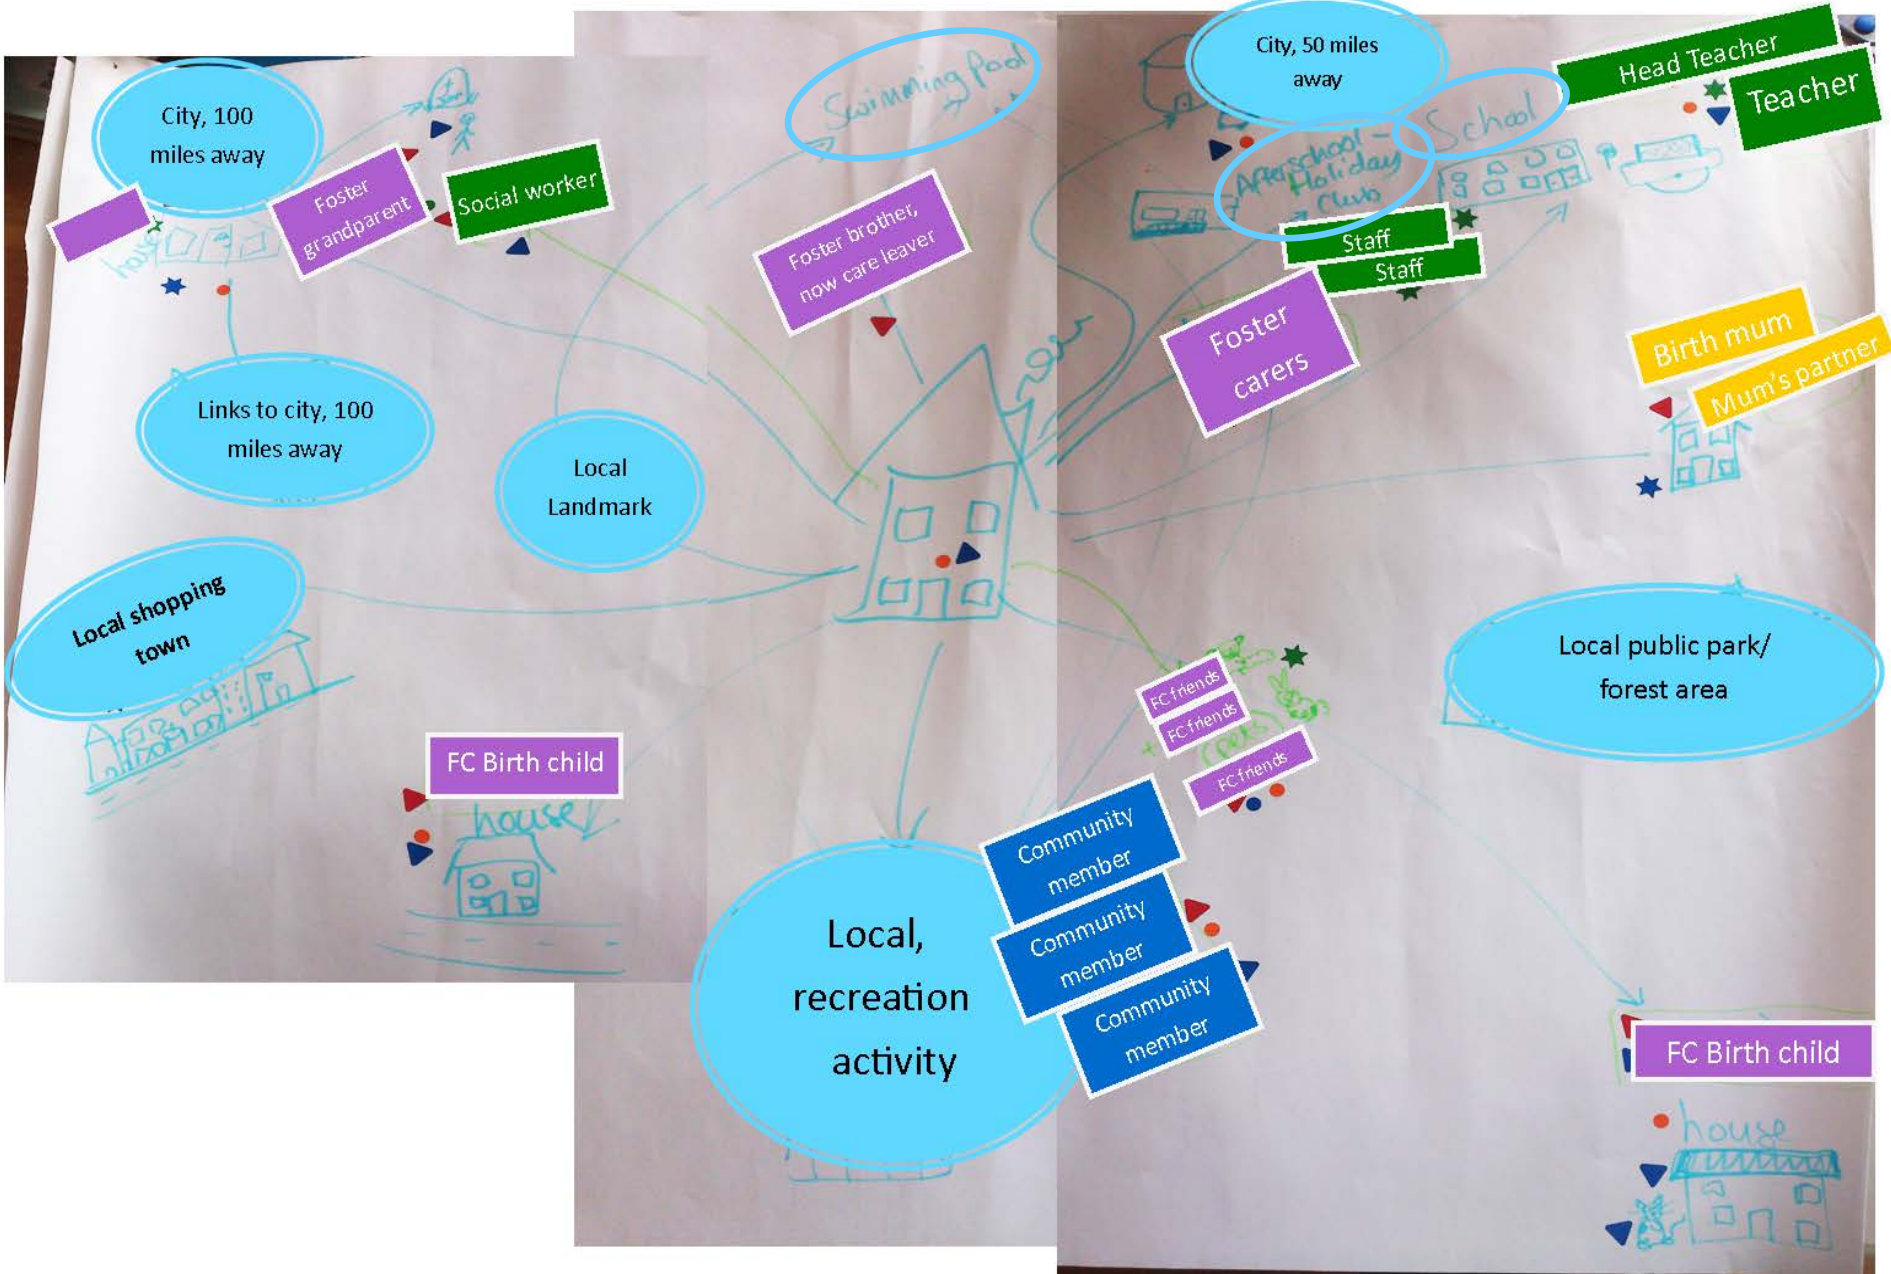 City, 100
miles away
Swimming Pool
City, 50 miles
away
Head Teacher
Teacher
School
Afterschool -
Holiday
Club
Foster
grandparent
Social worker
Foster brother,
now care leaver
Staff
Staff
house
Foster
carers
Birth mum
Mum's partner
Links to city, 100
miles away
Local
Landmark
Local shopping
town
FC friends
FC friends
FC friends
(pets)
Local public park/
forest area
FC Birth child
house
Community
member
Community
member
Community
member
Local,
recreation
activity
FC Birth child
house